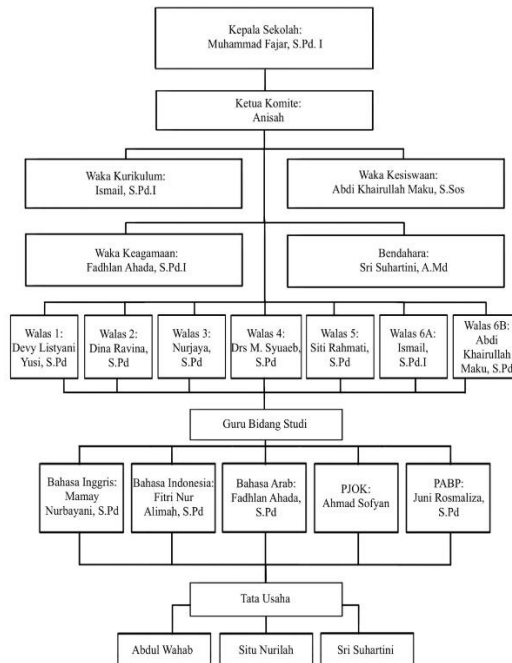 Kepala Sekolah:
Muhammad Fajar, S.Pd. I
Ketua Komite:
Anisah
Waka Kurikulum:
Ismail, S.Pd.I
Waka Kesiswaan:
Abdi Khairullah Maku, S.Sos
Waka Keagamaan:
Fadhlan Ahada, S.Pd.I
Bendahara:
Sri Suhartini, A.Md
Walas 1:
Devy Listyani
Yusi, S.Pd
Walas 2:
Dina Ravina,
S.Pd
Walas 3:
Nurjaya,
S.Pd
Walas 4:
Drs M. Syuaeb,
S.Pd
Walas 5:
Siti Rahmati,
S.Pd
Walas 6A:
Ismail,
S.Pd.I
Walas 6B:
Abdi
Khairullah
Maku, S.Pd
Guru Bidang Studi
Bahasa Inggris:
Mamay
Nurbayani, S.Pd
Bahasa Indonesia:
Fitri Nur
Alimah, S.Pd
Bahasa Arab:
Fadhlan Ahada,
S.Pd
PJOK:
Ahmad Sofyan
PABP:
Juni Rosmaliza,
S.Pd
Tata Usaha
Abdul Wahab
Situ Nurilah
Sri Suhartini